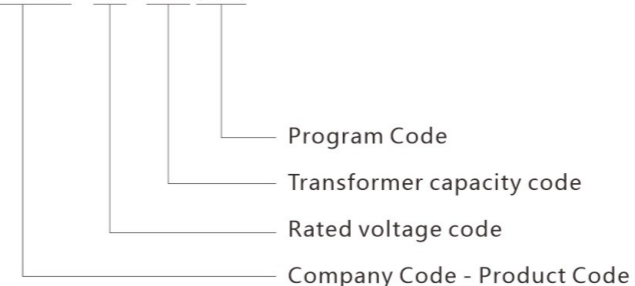 Program Code
Transformer capacity code
Rated voltage code
Company Code - Product Code